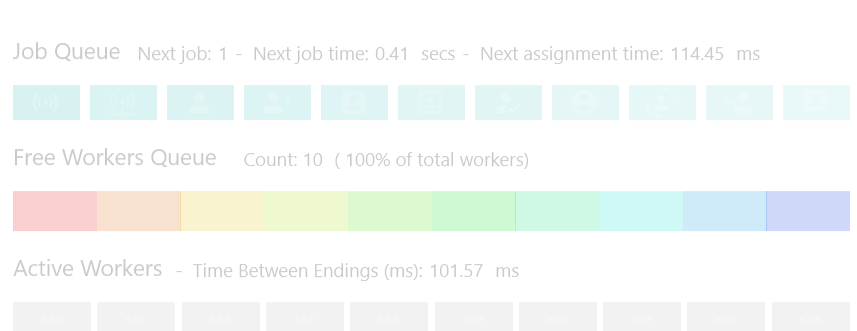 Job Queue Next job: 1 - Next job time: 0.41 secs - Next assignment time: 114.45 ms
Free Workers Queue Count: 10 ( 100% of total workers)
Active Workers - Time Between Endings (ms): 101.57 ms